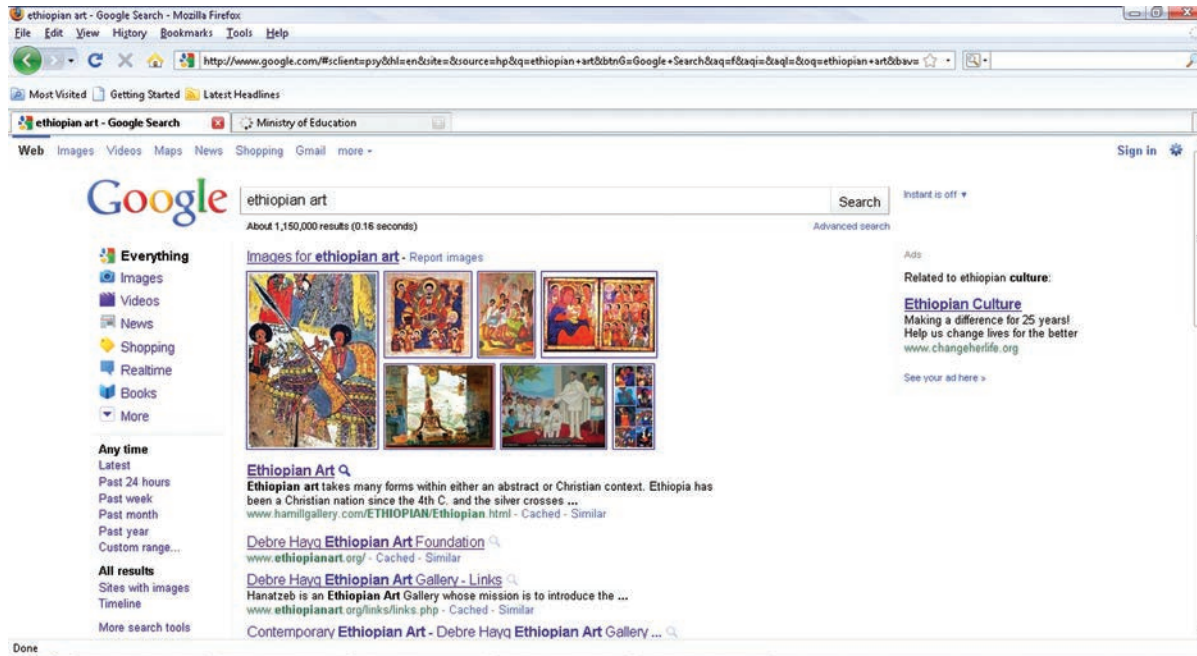 ethiopian art - Google Search - Mozilla Firefox
File Edit View History Bookmarks Tools Help
http://www.google.com/#sclient=psy&hl=en&site=&source=hp&q=ethiopian+art&btnG=Google+Search&aq=f&aqi=&aql=&oq=ethiopian+art&bav=
Most Visited Getting Started Latest Headlines
ethiopian art - Google Search Ministry of Education
Web Images Videos Maps News Shopping Gmail more Sign in
Google ethiopian art Search Instant is off
About 1,150,000 results (0.16 seconds) Advanced search
Everything
Images
Videos
News
Shopping
Realtime
Books
More
Any time
Latest
Past 24 hours
Past week
Past month
Past year
Custom range...
All results
Sites with images
Timeline
More search tools
Images for ethiopian art - Report images
Ethiopian Art
Ethiopian art takes many forms within either an abstract or Christian context. Ethiopia has
been a Christian nation since the 4th C. and the silver crosses ...
www.hamillgallery.com/ETHIOPIAN/Ethiopian.html - Cached - Similar
Debre Hayq Ethiopian Art Foundation
www.ethiopianart.org/ - Cached - Similar
Debre Hayq Ethiopian Art Gallery - Links
Hanatzeb is an Ethiopian Art Gallery whose mission is to introduce the ...
www.ethiopianart.org/links/links.php - Cached - Similar
Contemporary Ethiopian Art - Debre Hayq Ethiopian Art Gallery ...
Ads
Related to ethiopian culture:
Ethiopian Culture
Making a difference for 25 years!
Help us change lives for the better
www.changeherlife.org
See your ad here »
Done